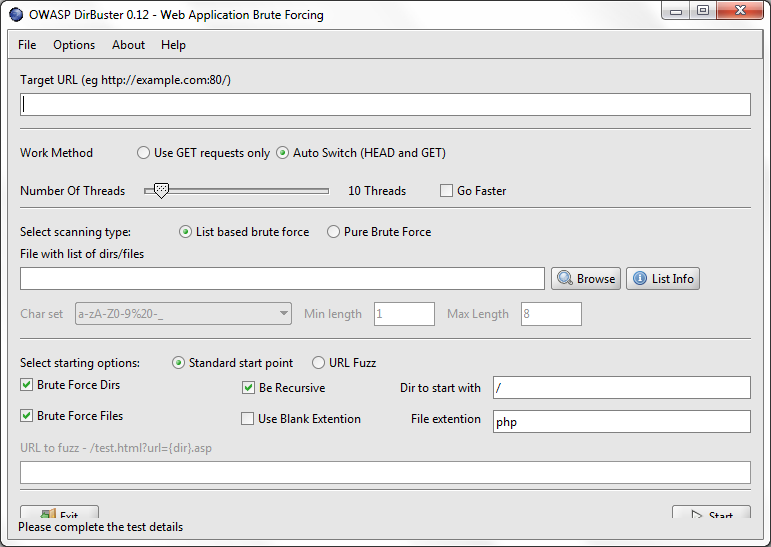 OWASP DirBuster 0.12 - Web Application Brute Forcing
File Options About Help
Target URL (eg http://example.com:80/)
Work Method Use GET requests only Auto Switch (HEAD and GET)
Number Of Threads 10 Threads Go Faster
Select scanning type: List based brute force Pure Brute Force
File with list of dirs/files
Browse List Info
Char set a-zA-Z0-9%20-_ Min length 1 Max Length 8
Select starting options: Standard start point URL Fuzz
Brute Force Dirs Be Recursive Dir to start with /
Brute Force Files Use Blank Extention File extention php
URL to fuzz - /test.html?url={dir}.asp
Exit Start
Please complete the test details